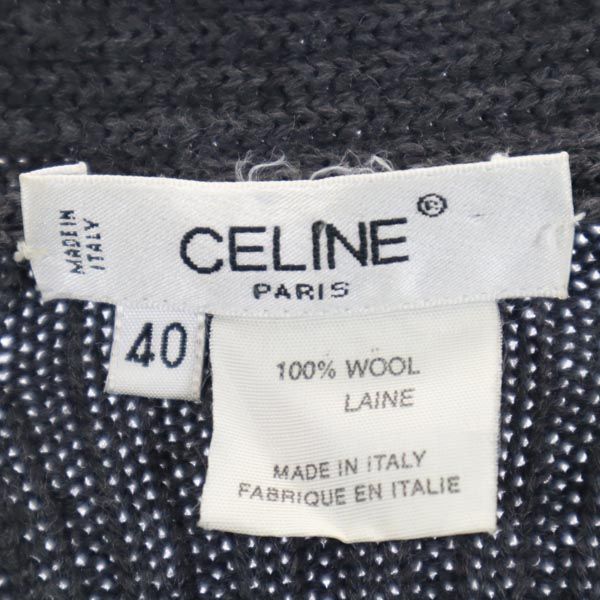 MADE IN
ITALY
CELINE®
PARIS
40
100% WOOL
LAINE
MADE IN ITALY
FABRIQUE EN ITALIE